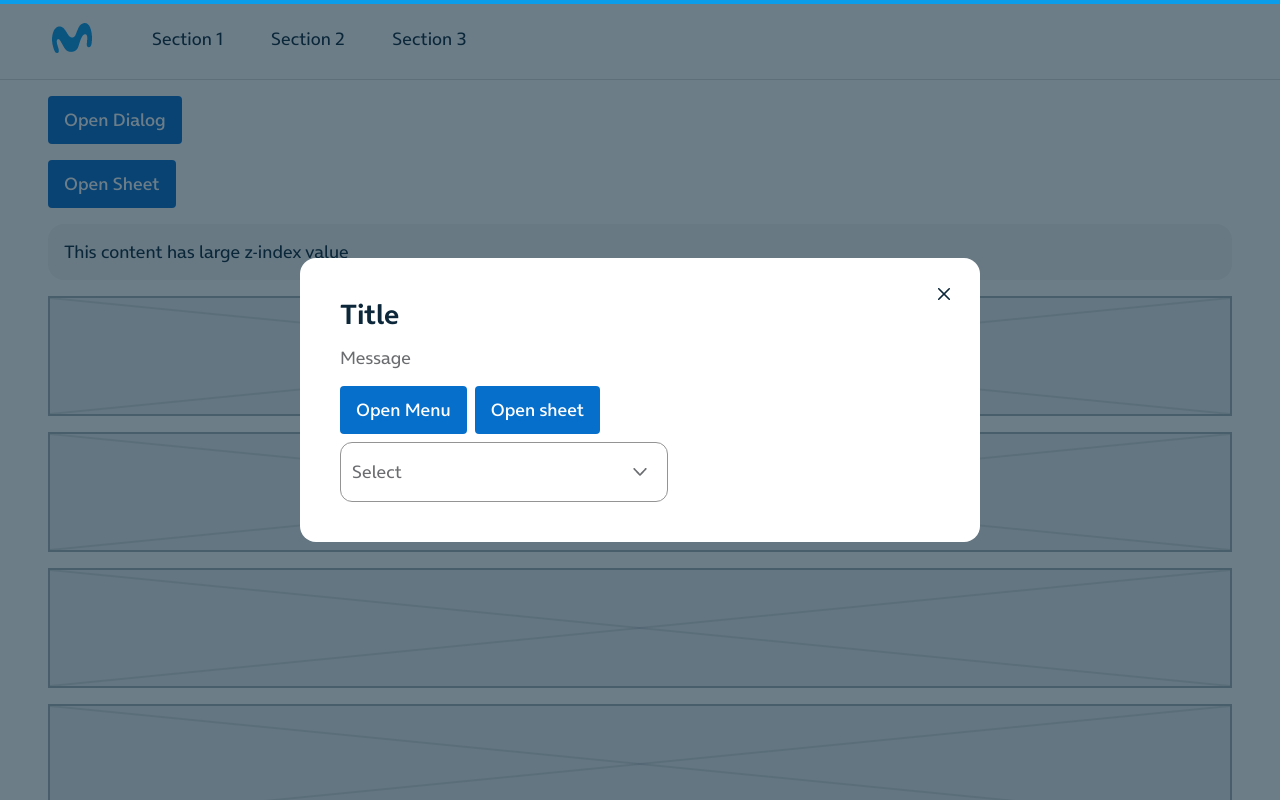 Section 1 Section 2 Section 3
Open Dialog
Open Sheet
This content has large z-index value
Title
Message
Open Menu Open sheet
Select